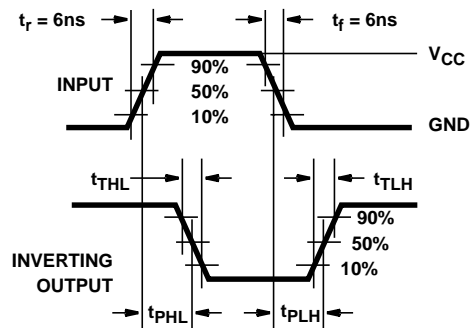 tr = 6ns
tf = 6ns
VCC
INPUT
90%
50%
10%
GND
tTHL
tTLH
INVERTING
OUTPUT
90%
50%
10%
tPHL
tPLH